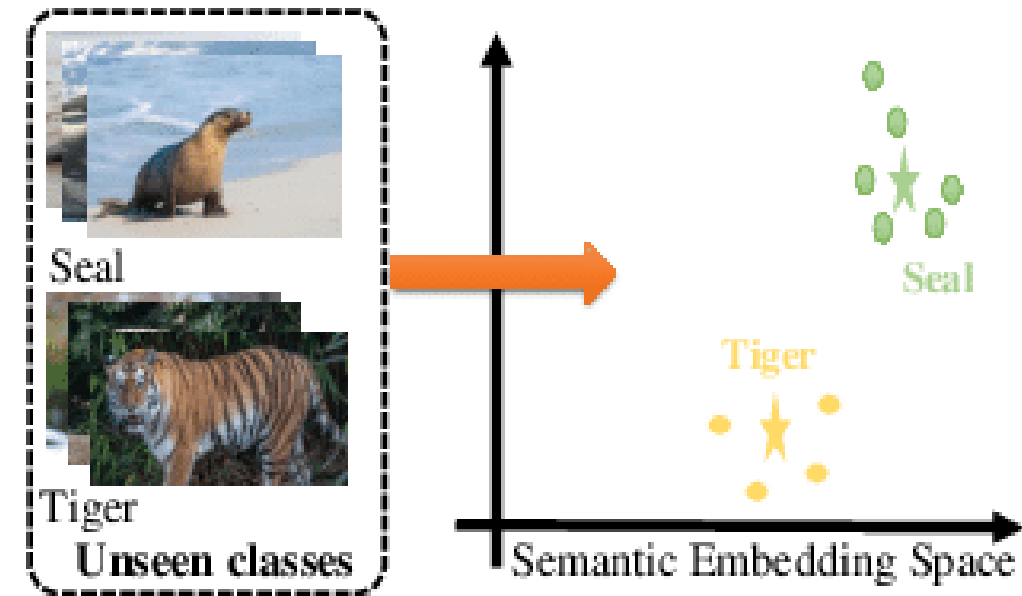 Seal
Tiger
Unseen classes
Seal
Tiger
Semantic Embedding Space